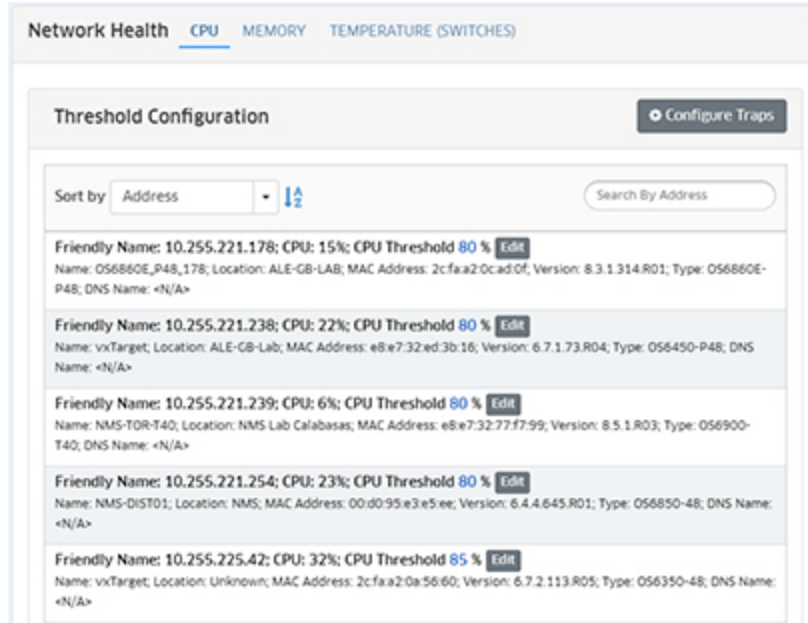 Network Health CPU MEMORY TEMPERATURE (SWITCHES)
Threshold Configuration
Configure Traps
Sort by Address
Search By Address
Friendly Name: 10.255.221.178; CPU: 15%; CPU Threshold 80 % Edit
Name: OS6860E_P48_178; Location: ALE-GB-LAB; MAC Address: 2c:fa:a2:0c:ad:0f; Version: 8.3.1.314.R01; Type: OS6860E-
P48; DNS Name: <N/A>
Friendly Name: 10.255.221.238; CPU: 22%; CPU Threshold 80 % Edit
Name: vxTarget; Location: ALE-GB-Lab; MAC Address: e8:e7:32:ed:3b:16; Version: 6.7.1.73.R04; Type: OS6450-P48; DNS
Name: <N/A>
Friendly Name: 10.255.221.239; CPU: 6%; CPU Threshold 80 % Edit
Name: NMS-TOR-T40; Location: NMS Lab Calabasas; MAC Address: e8:e7:32:77:f7:99; Version: 8.5.1.R03; Type: OS6900-
T40; DNS Name: <N/A>
Friendly Name: 10.255.221.254; CPU: 23%; CPU Threshold 80 % Edit
Name: NMS-DIST01; Location: NMS; MAC Address: 00:d0:95:e3:e5:ee; Version: 6.4.4.645.R01; Type: OS6850-48; DNS Name:
<N/A>
Friendly Name: 10.255.225.42; CPU: 32%; CPU Threshold 85 % Edit
Name: vxTarget; Location: Unknown; MAC Address: 2c:fa:a2:0a:56:60; Version: 6.7.2.113.R05; Type: OS6350-48; DNS Name:
<N/A>